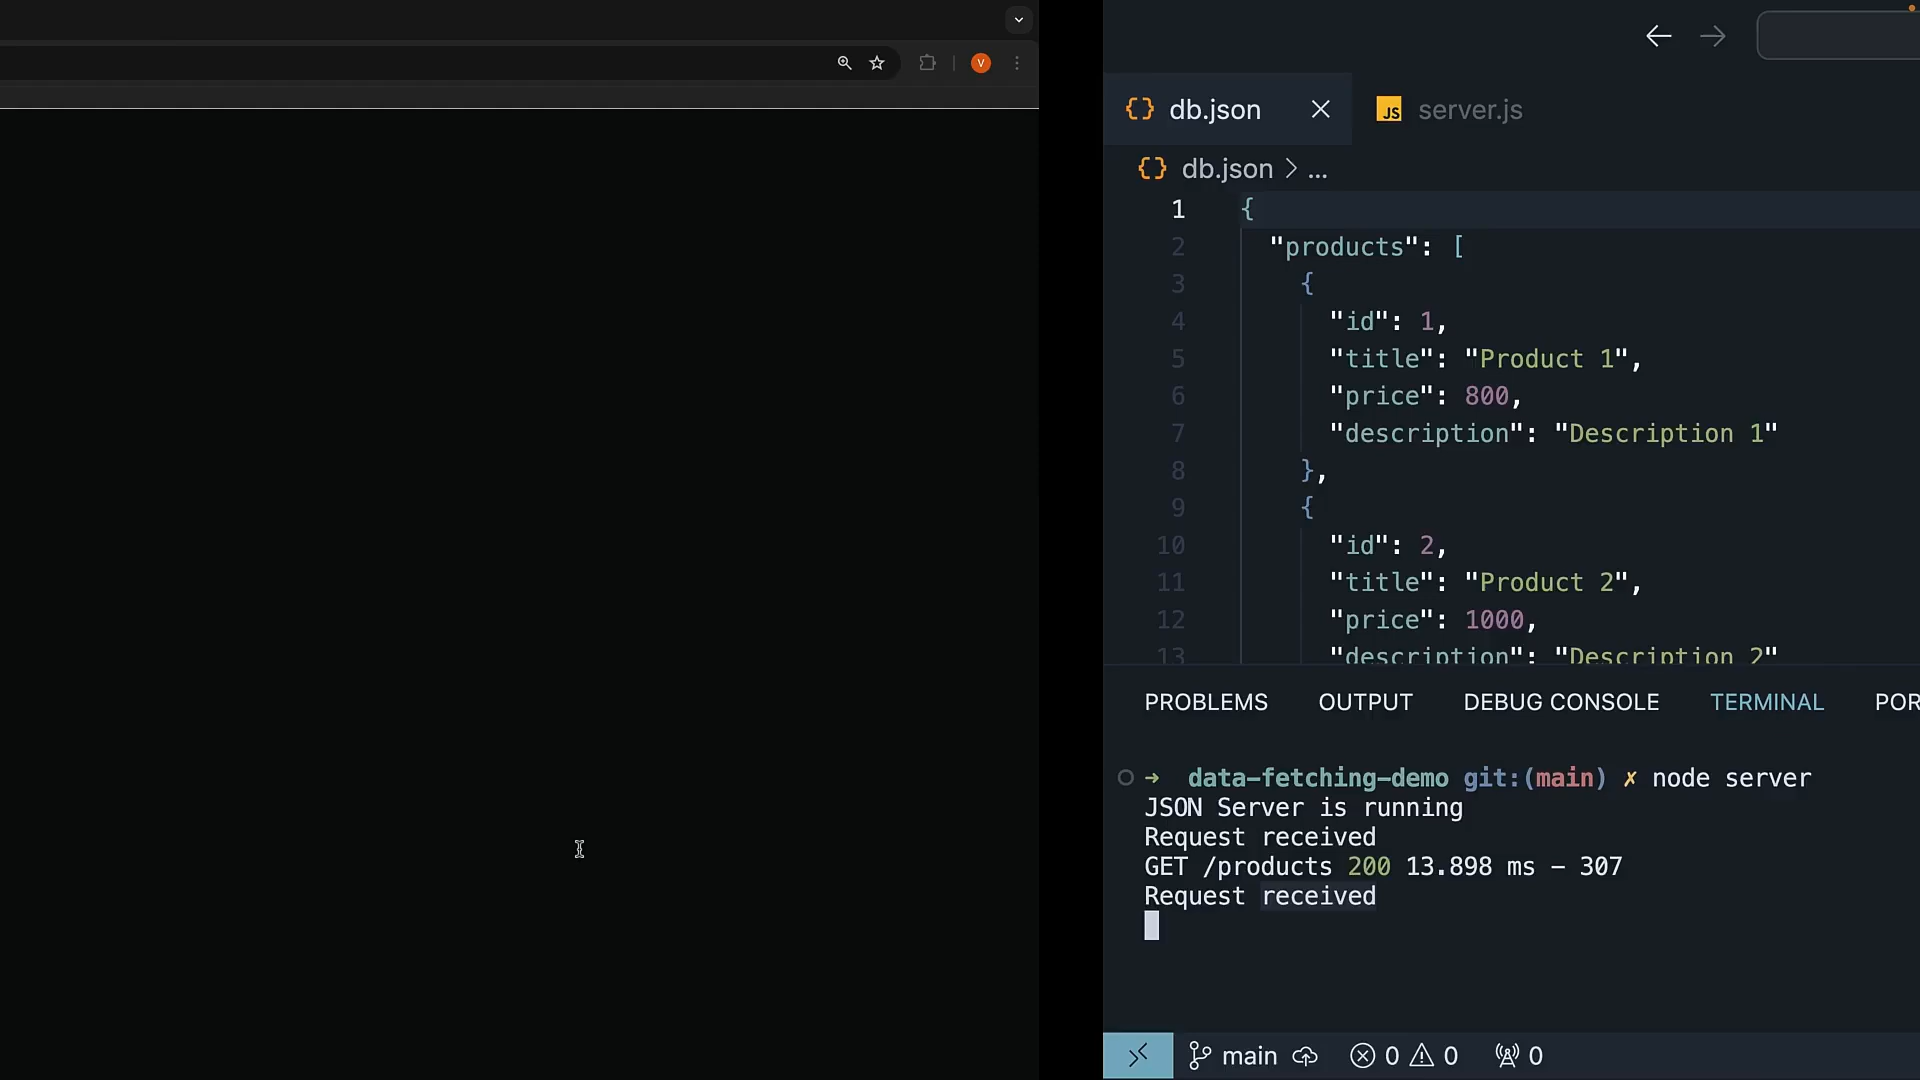 V
db.json
JS server.js
{} db.json > ...
1 {
2 "products": [
3 {
4 "id": 1,
5 "title": "Product 1",
6 "price": 800,
7 "description": "Description 1"
8 },
9 {
10 "id": 2,
11 "title": "Product 2",
12 "price": 1000,
13 "description": "Description 2"
PROBLEMS OUTPUT DEBUG CONSOLE TERMINAL POR
→ data-fetching-demo git:(main) ✗ node server
JSON Server is running
Request received
GET /products 200 13.898 ms - 307
Request received
main 0 0 0